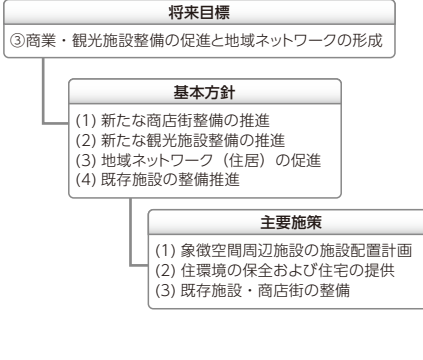 将来目標
③商業・観光施設整備の促進と地域ネットワークの形成
基本方針
(1) 新たな商店街整備の推進
(2) 新たな観光施設整備の推進
(3) 地域ネットワーク（住居）の促進
(4) 既存施設の整備推進
主要施策
(1) 象徴空間周辺施設の施設配置計画
(2) 住環境の保全および住宅の提供
(3) 既存施設・商店街の整備